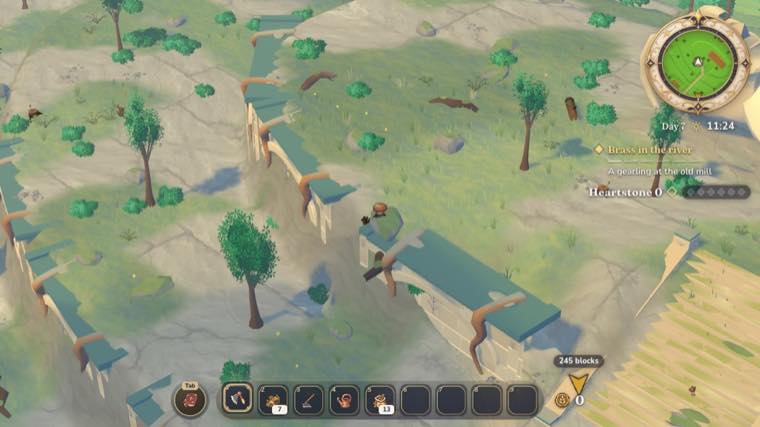 Day 7 11:24
Brass in the river
A gearling at the old mill
Heartstone 0
245 blocks
Tab
7
13
0